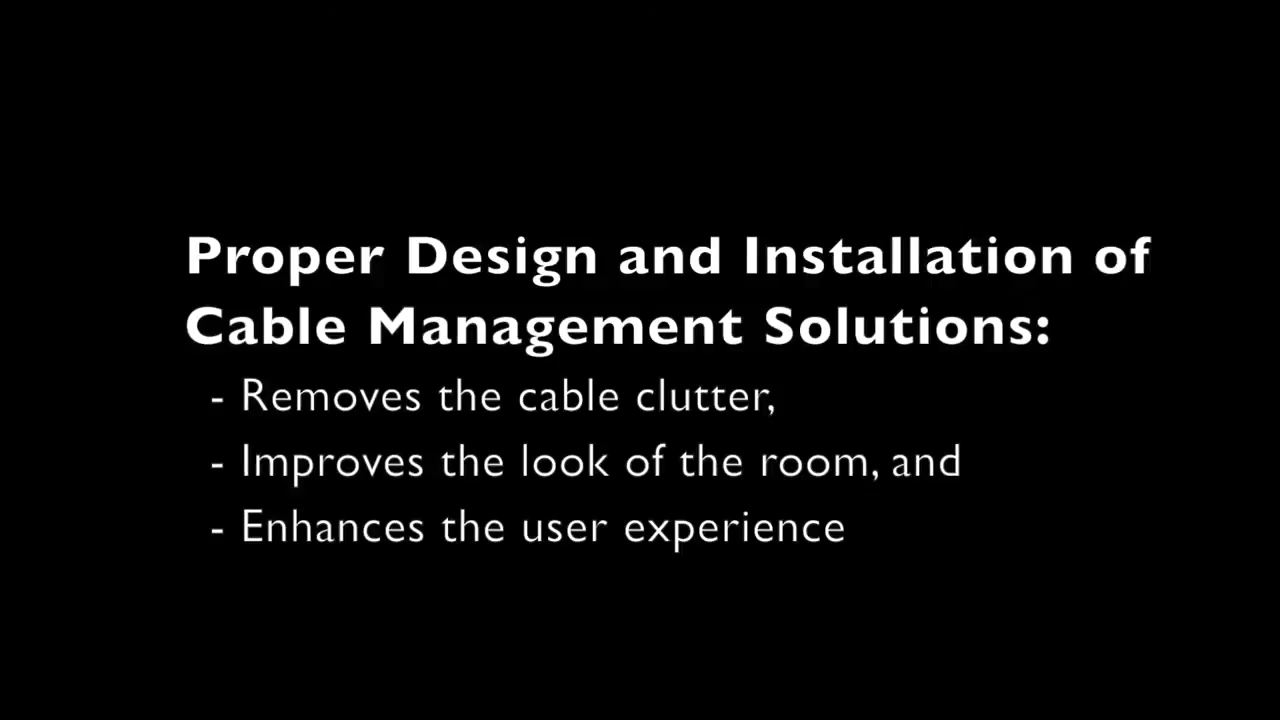 Proper Design and Installation of
Cable Management Solutions:
- Removes the cable clutter,
- Improves the look of the room, and
- Enhances the user experience